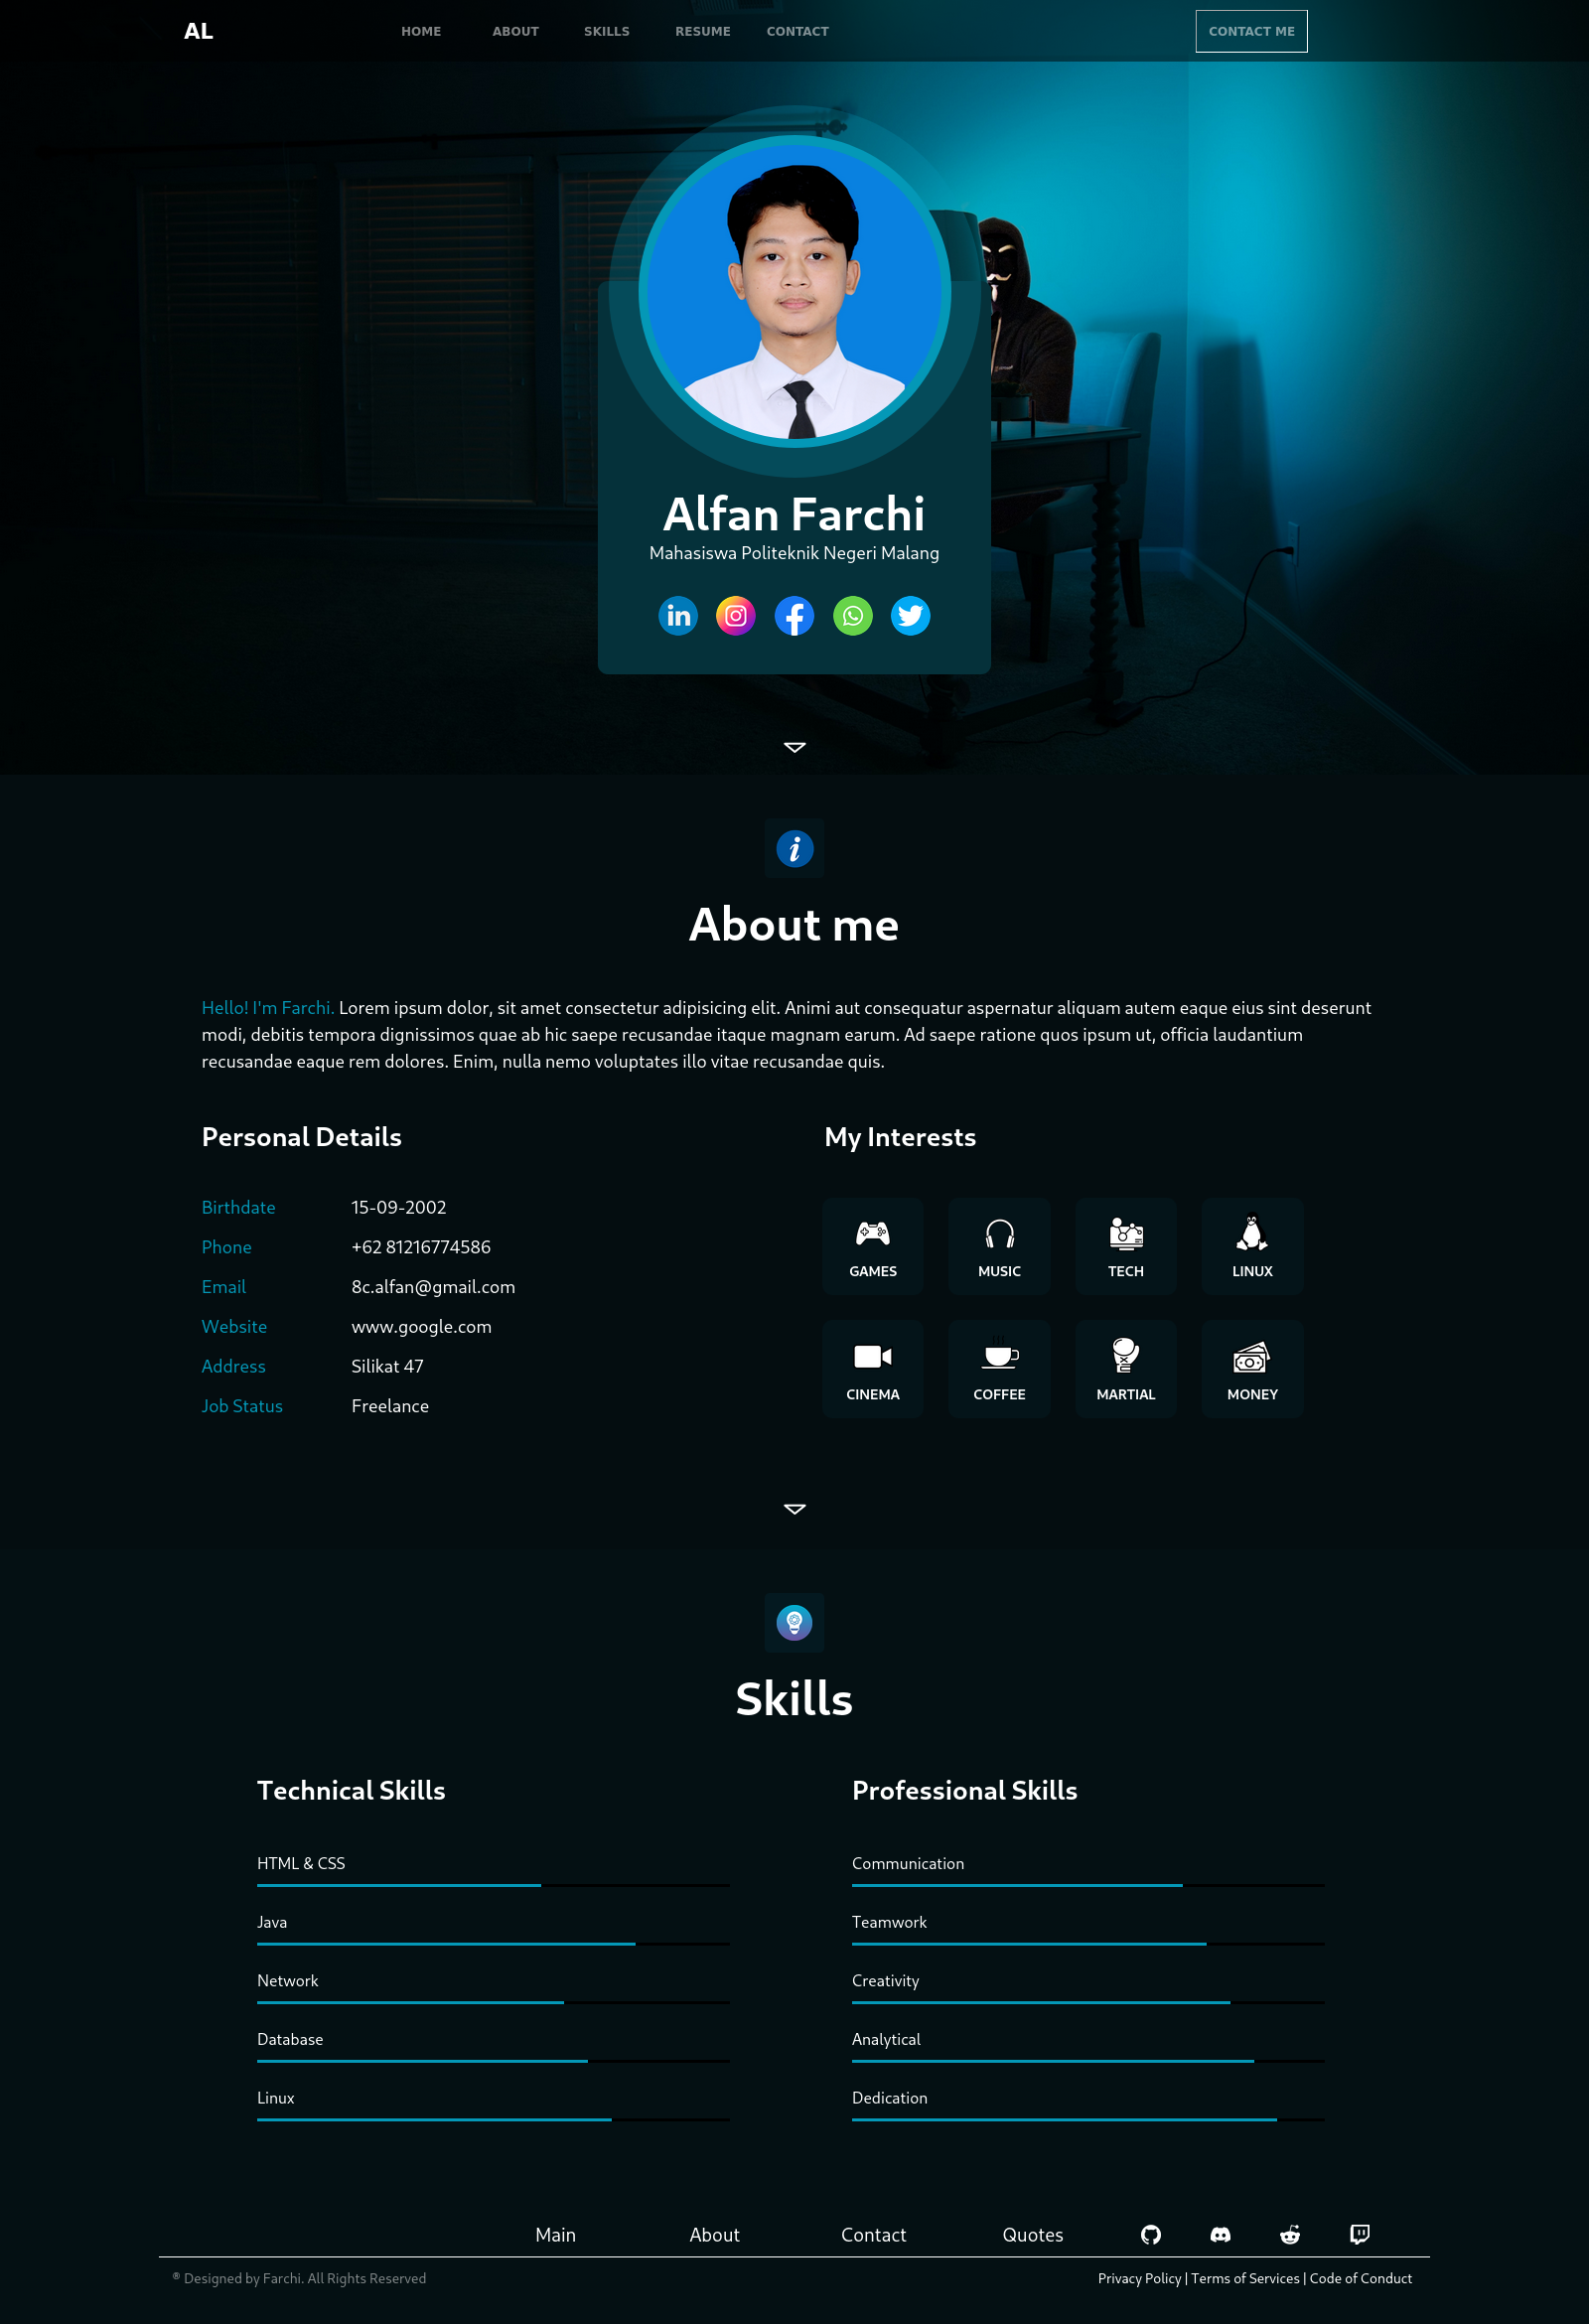 AL
HOME ABOUT SKILLS RESUME CONTACT
CONTACT ME
Alfan Farchi
Mahasiswa Politeknik Negeri Malang
About me
Hello! I'm Farchi. Lorem ipsum dolor, sit amet consectetur adipisicing elit. Animi aut consequatur aspernatur aliquam autem eaque eius sint deserunt
modi, debitis tempora dignissimos quae ab hic saepe recusandae itaque magnam earum. Ad saepe ratione quos ipsum ut, officia laudantium
recusandae eaque rem dolores. Enim, nulla nemo voluptates illo vitae recusandae quis.
Personal Details
Birthdate 15-09-2002
Phone +62 81216774586
Email 8c.alfan@gmail.com
Website www.google.com
Address Silikat 47
Job Status Freelance
My Interests
GAMES MUSIC TECH LINUX
CINEMA COFFEE MARTIAL MONEY
Skills
Technical Skills
HTML & CSS
Java
Network
Database
Linux
Professional Skills
Communication
Teamwork
Creativity
Analytical
Dedication
Main About Contact Quotes
® Designed by Farchi. All Rights Reserved
Privacy Policy | Terms of Services | Code of Conduct